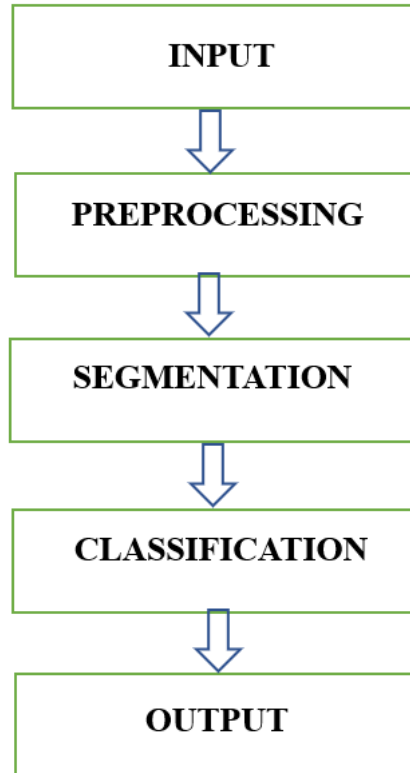 INPUT
PREPROCESSING
SEGMENTATION
CLASSIFICATION
OUTPUT